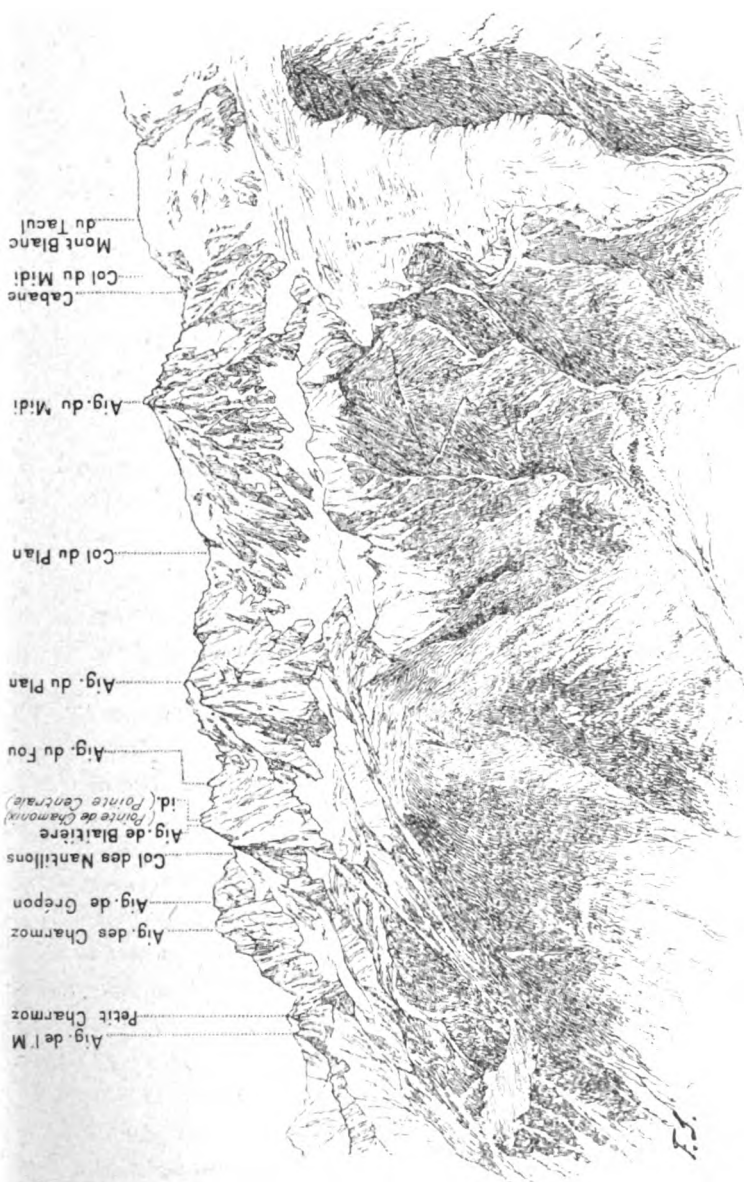 Aig. de l'M
Petit Charmoz
Aig. des Charmoz
Aig. de Grépon
Col des Nantillons
Aig. de Blaitière
(Pointe de Chamonix)
id. (Pointe Centrale)
Aig. du Fou
Aig. du Plan
Col du Plan
Aig. du Midi
Cabane
Col du Midi
Mont Blanc
du Tacul